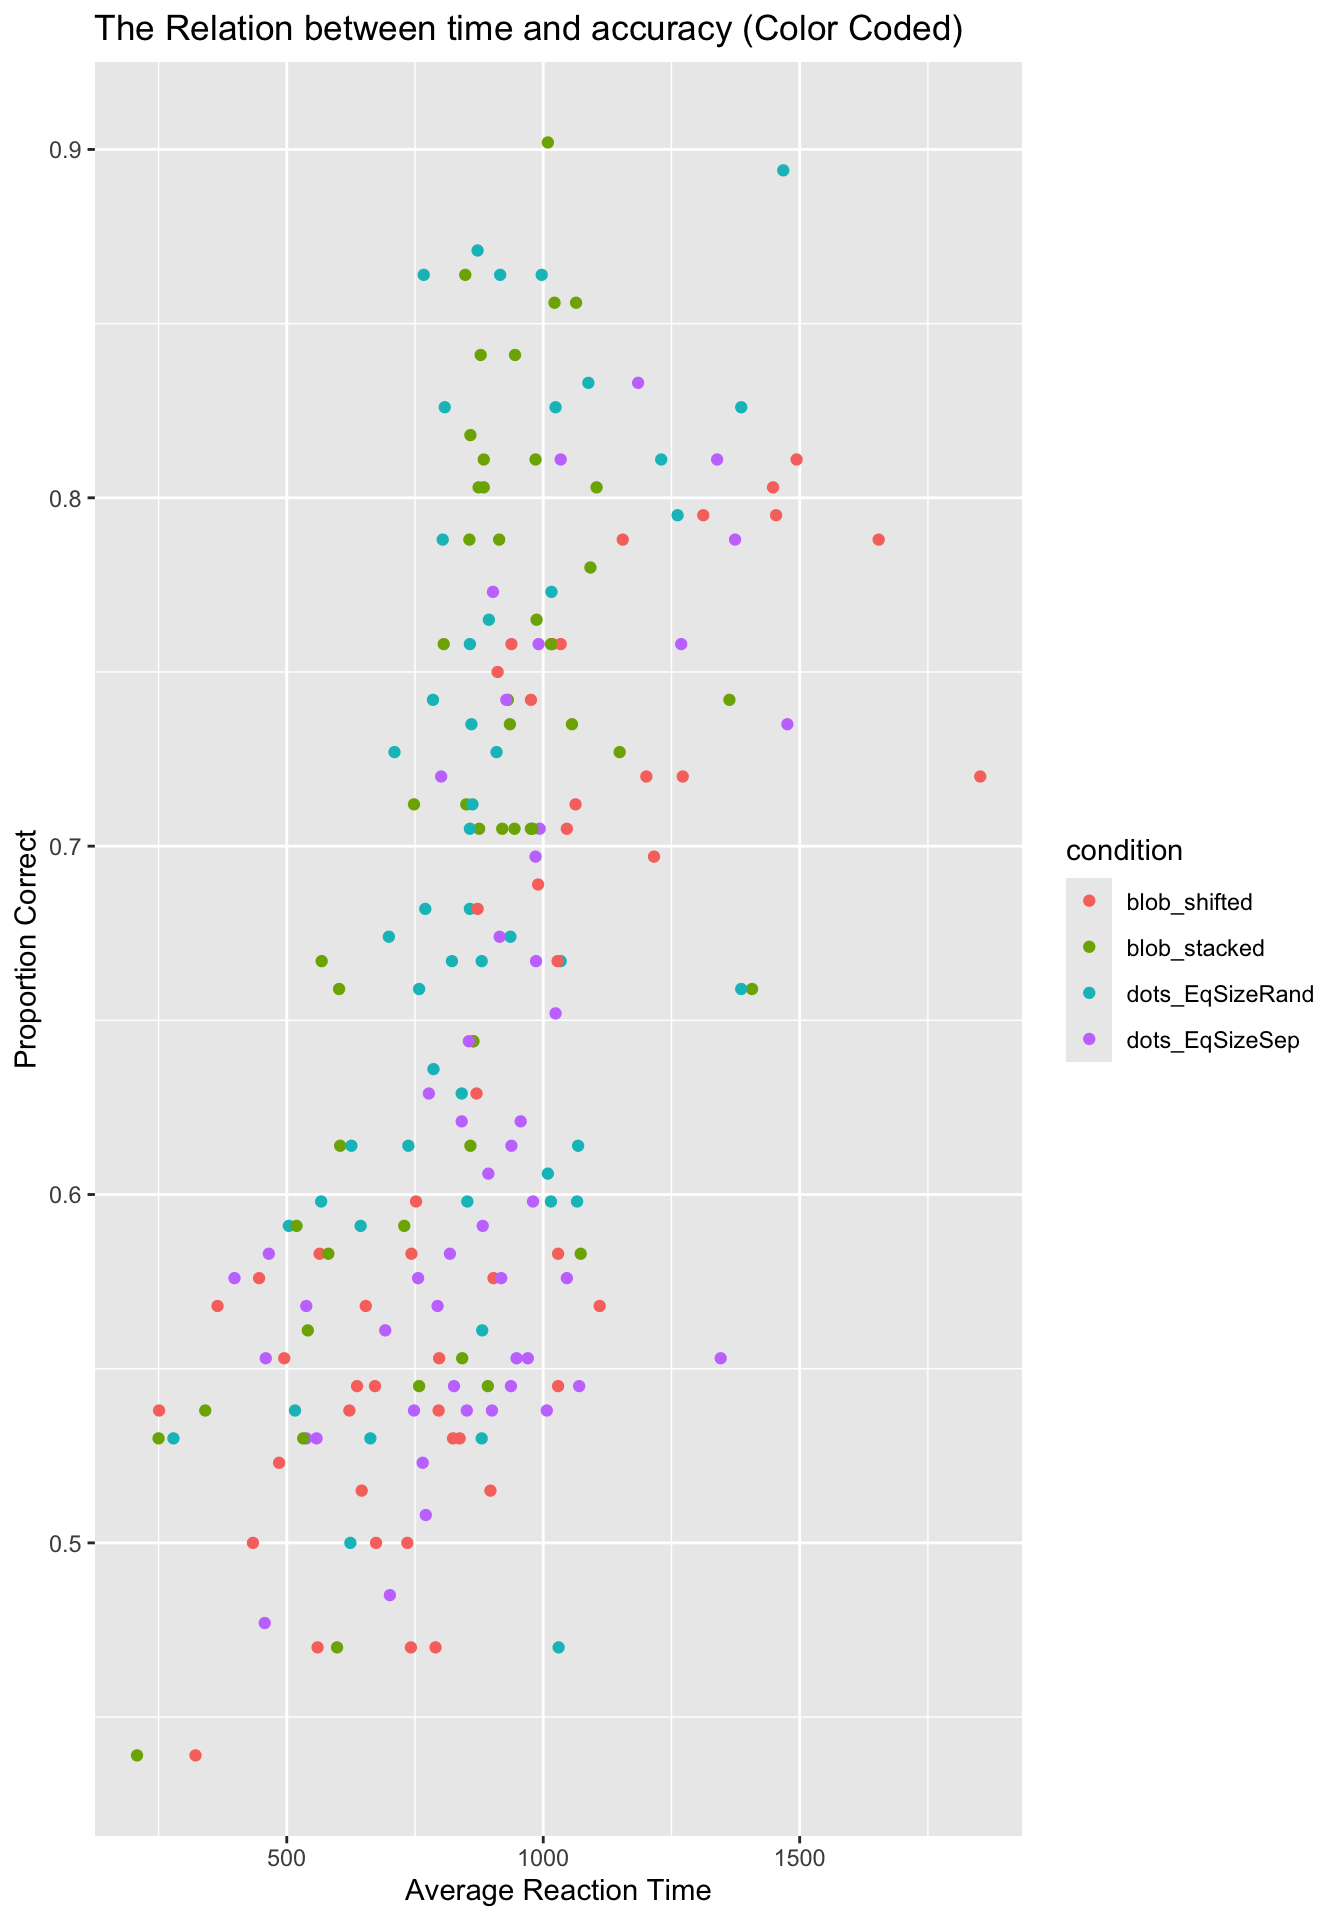 The Relation between time and accuracy (Color Coded)
0.9
0.8
0.7
0.6
0.5
Proportion Correct
500
1000
1500
Average Reaction Time
condition
blob_shifted
blob_stacked
dots_EqSizeRand
dots_EqSizeSep